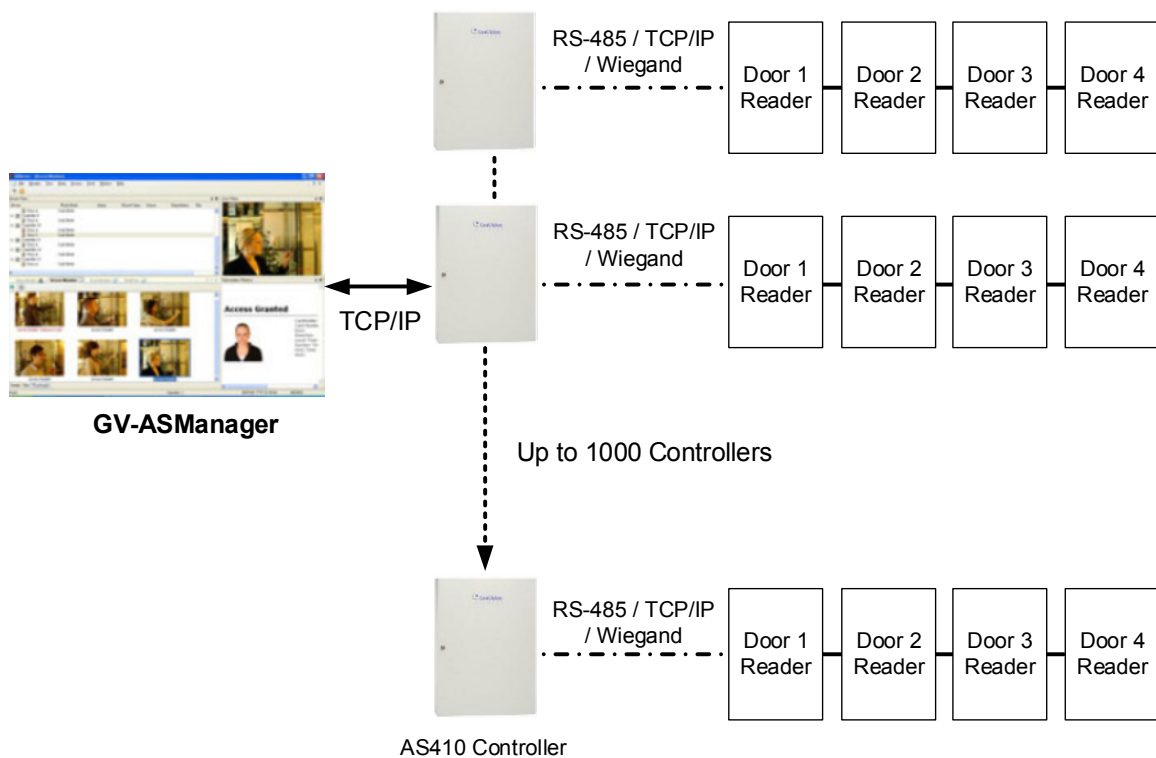 RS-485 / TCP/IP
/ Wiegand
Door 1
Reader
Door 2
Reader
Door 3
Reader
Door 4
Reader
RS-485 / TCP/IP
/ Wiegand
Door 1
Reader
Door 2
Reader
Door 3
Reader
Door 4
Reader
Access Granted
TCP/IP
GV-ASManager
Up to 1000 Controllers
RS-485 / TCP/IP
/ Wiegand
Door 1
Reader
Door 2
Reader
Door 3
Reader
Door 4
Reader
AS410 Controller